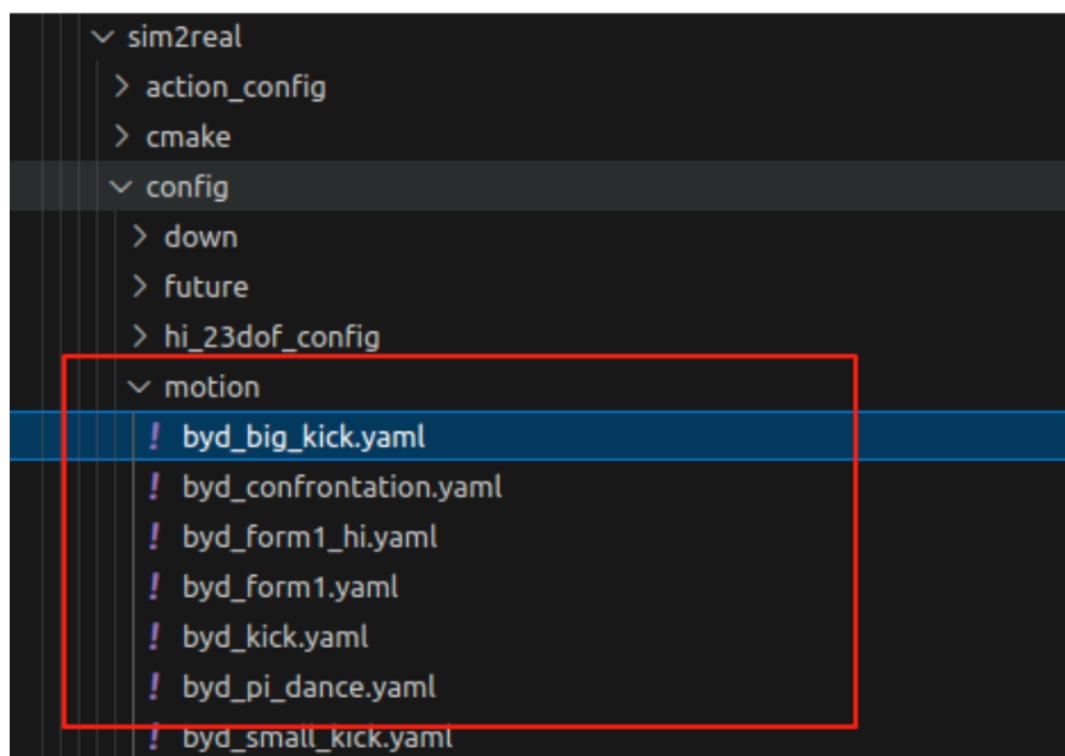 sim2real
action_config
cmake
config
down
future
hi_23dof_config
motion
! byd_big_kick.yaml
! byd_confrontation.yaml
! byd_form1_hi.yaml
! byd_form1.yaml
! byd_kick.yaml
! byd_pi_dance.yaml
! byd_small_kick.yaml